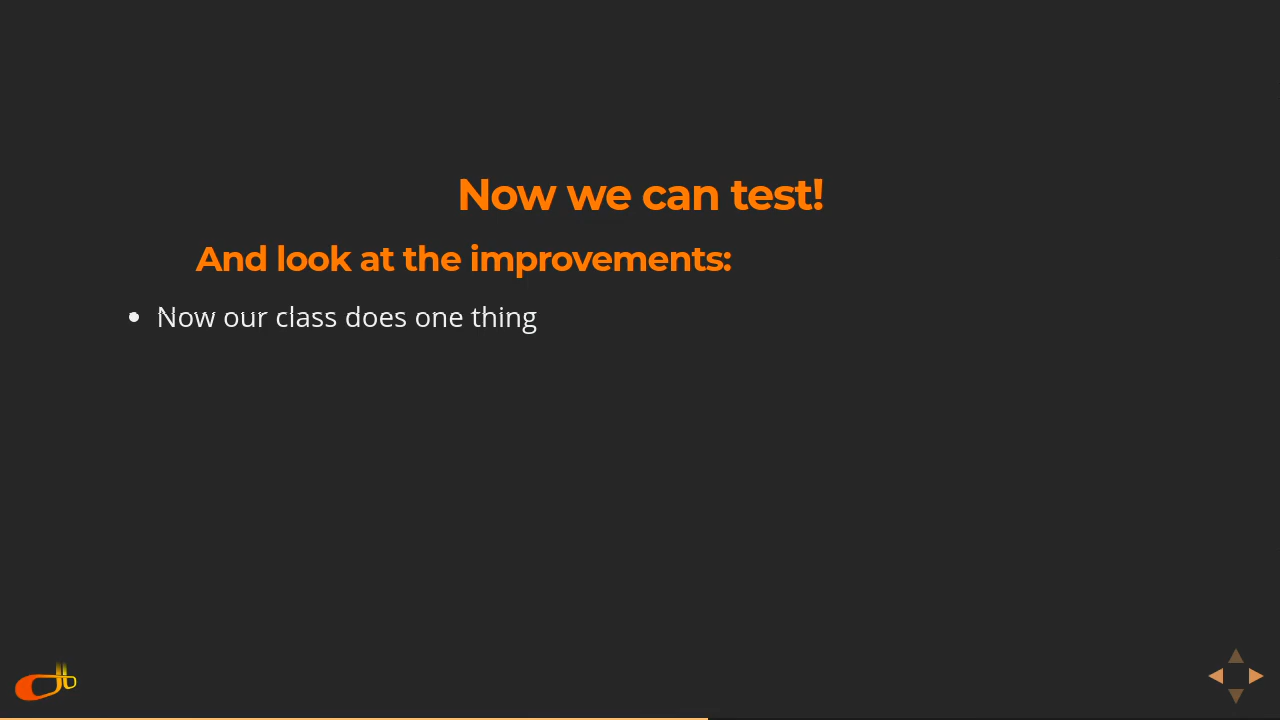 Now we can test!
And look at the improvements:
Now our class does one thing